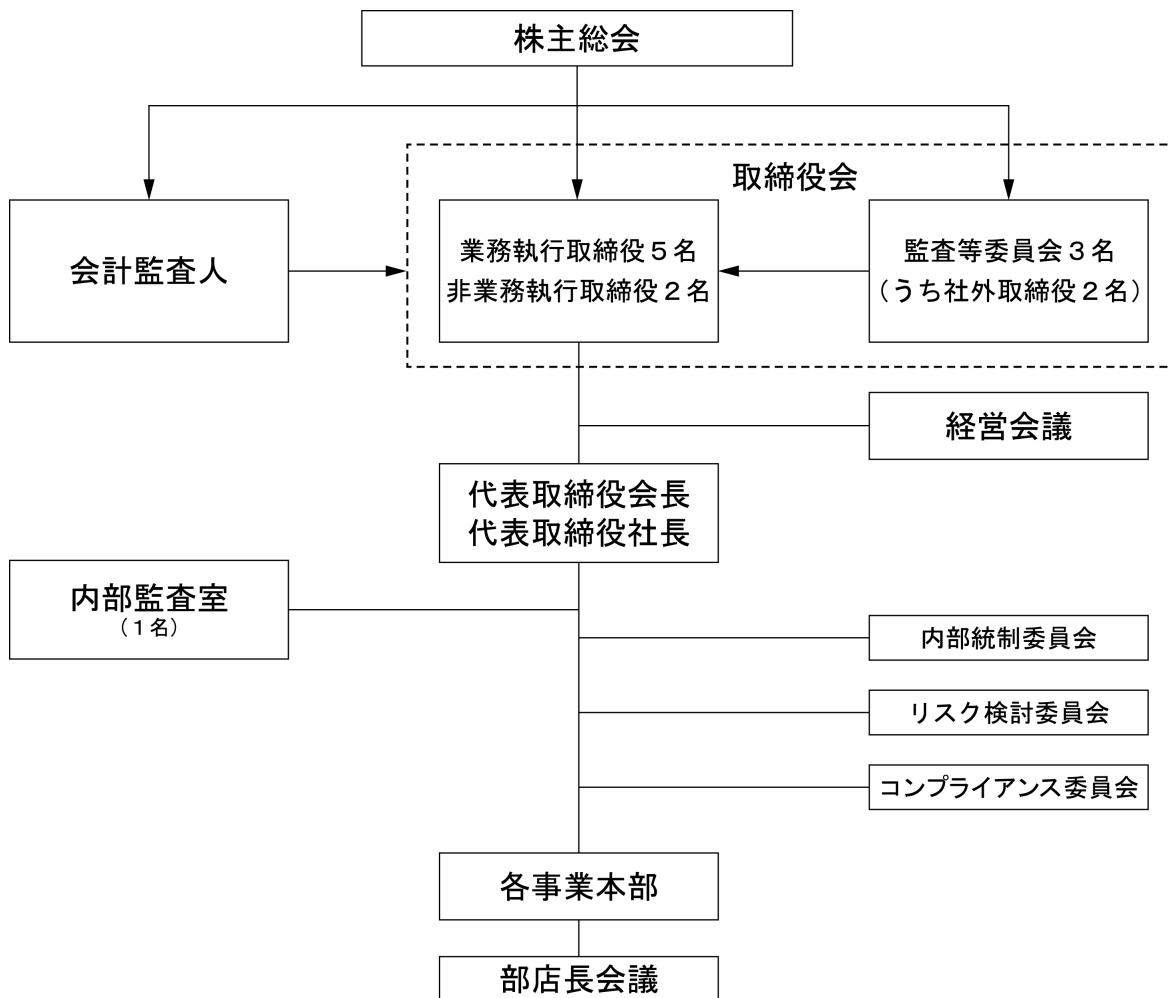 株主総会
取締役会
会計監査人
業務執行取締役５名
非業務執行取締役２名
監査等委員会３名
（うち社外取締役２名）
経営会議
代表取締役会長
代表取締役社長
内部監査室
（１名）
内部統制委員会
リスク検討委員会
コンプライアンス委員会
各事業本部
部店長会議